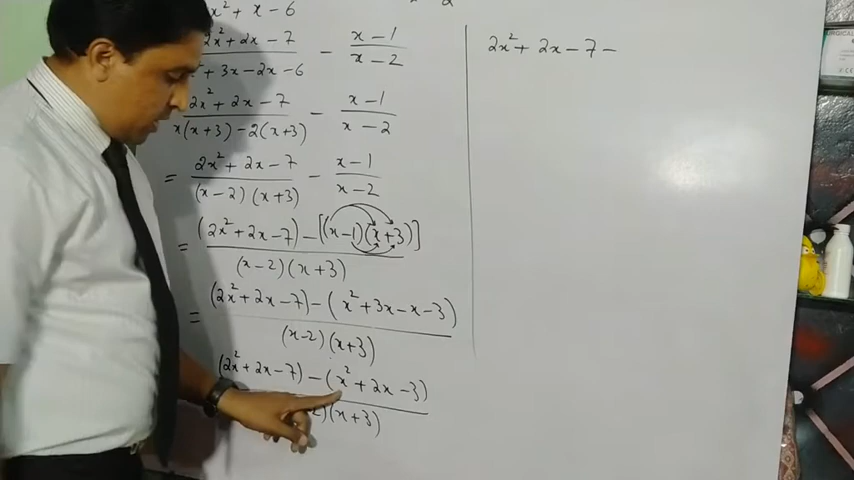 x² + x - 6
2x² + 2x - 7 / + 3x - 2x - 6 - x - 1 / x - 2
2x² + 2x - 7 / x(x + 3) - 2(x + 3) - x - 1 / x - 2
= 2x² + 2x - 7 / (x - 2)(x + 3) - x - 1 / x - 2
= (2x² + 2x - 7) - [(x - 1)(x + 3)] / (x - 2)(x + 3)
= (2x² + 2x - 7) - (x² + 3x - x - 3) / (x - 2)(x + 3)
(2x² + 2x - 7) - (x² + 2x - 3) / 2)(x + 3)
2x² + 2x - 7 -